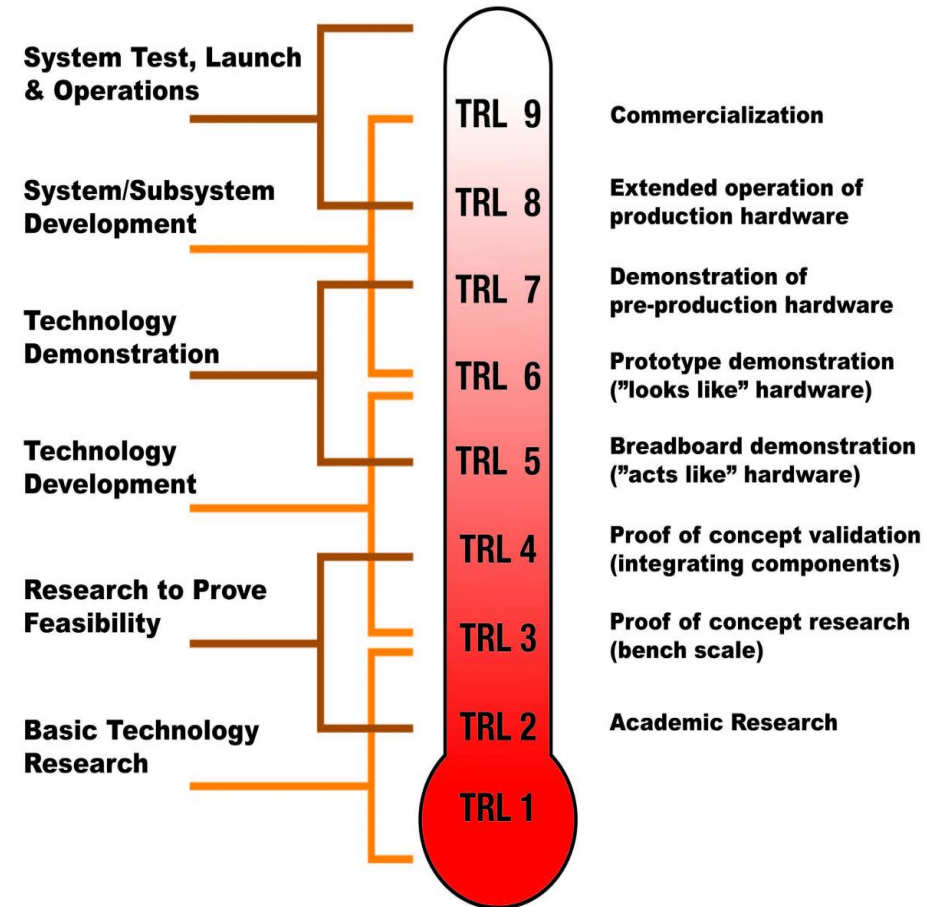 System Test, Launch
& Operations
System/Subsystem
Development
Technology
Demonstration
Technology
Development
Research to Prove
Feasibility
Basic Technology
Research
TRL 9
TRL 8
TRL 7
TRL 6
TRL 5
TRL 4
TRL 3
TRL 2
TRL 1
Commercialization
Extended operation of
production hardware
Demonstration of
pre-production hardware
Prototype demonstration
(”looks like” hardware)
Breadboard demonstration
(”acts like” hardware)
Proof of concept validation
(integrating components)
Proof of concept research
(bench scale)
Academic Research